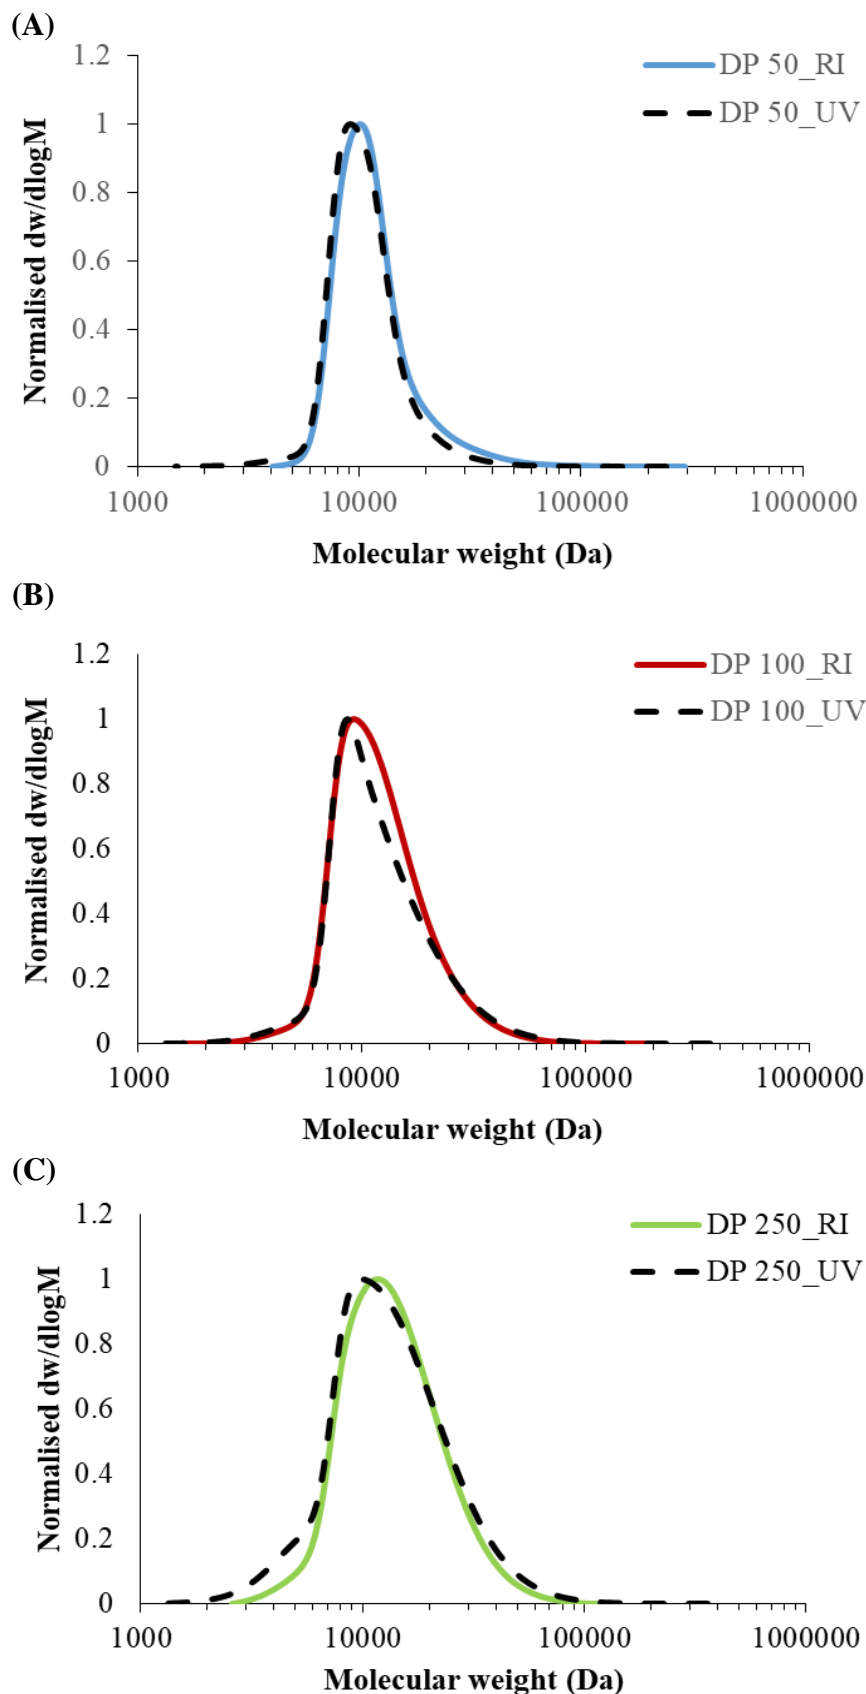 (A)
1.2
DP 50_RI
DP 50_UV
1
0.8
0.6
0.4
0.2
0
Normalised dw/dlogM
1000 10000 100000 1000000
Molecular weight (Da)
(B)
1.2
DP 100_RI
DP 100_UV
1
0.8
0.6
0.4
0.2
0
Normalised dw/dlogM
1000 10000 100000 1000000
Molecular weight (Da)
(C)
1.2
DP 250_RI
DP 250_UV
1
0.8
0.6
0.4
0.2
0
Normalised dw/dlogM
1000 10000 100000 1000000
Molecular weight (Da)